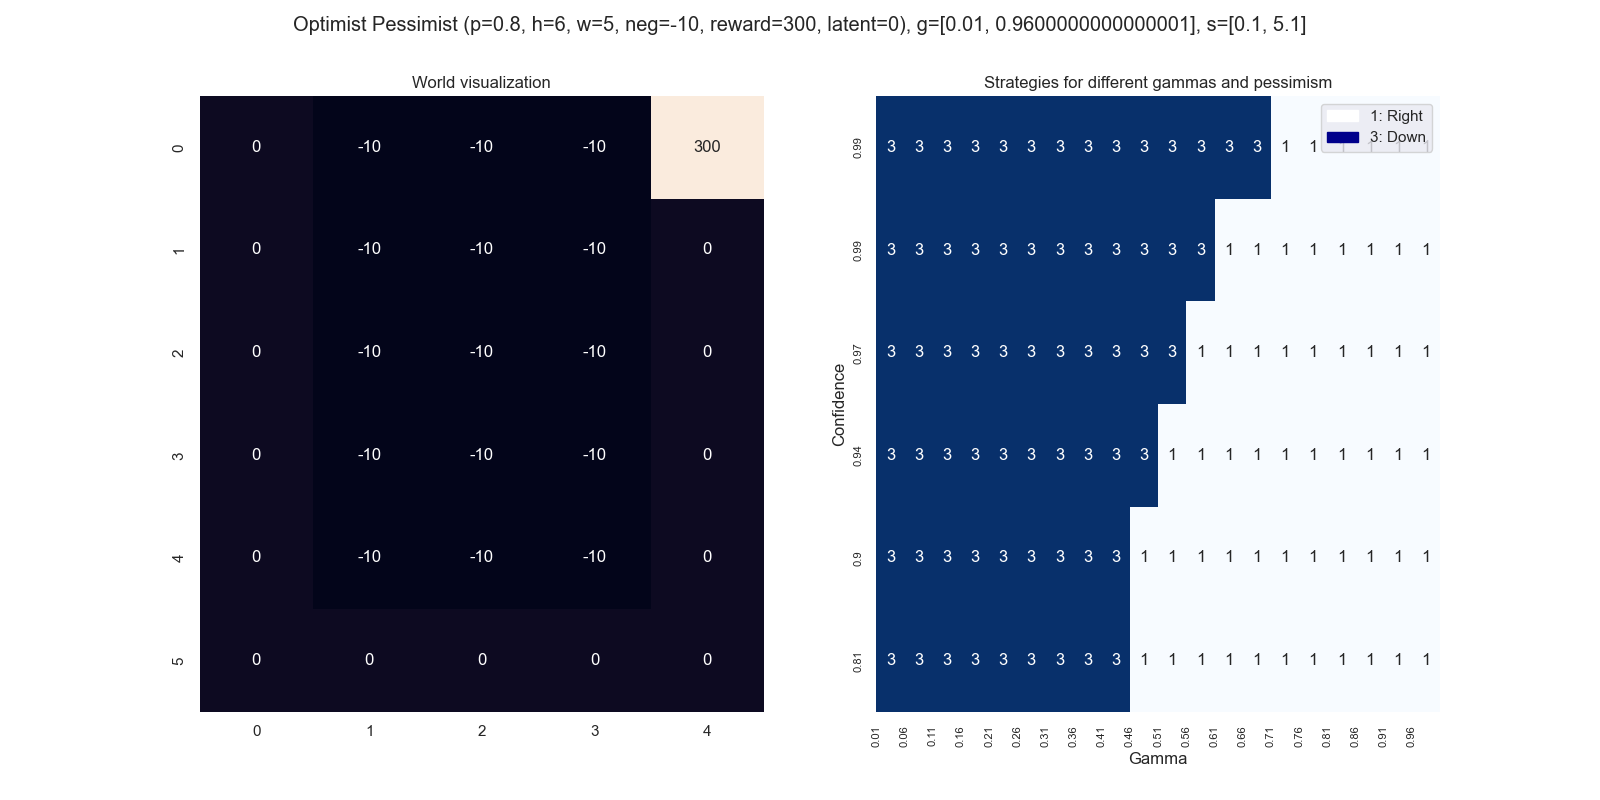 Optimist Pessimist (p=0.8, h=6, w=5, neg=-10, reward=300, latent=0), g=[0.01, 0.9600000000000001], s=[0.1, 5.1]
World visualization
0 0 -10 -10 -10 300
1 0 -10 -10 -10 0
2 0 -10 -10 -10 0
3 0 -10 -10 -10 0
4 0 -10 -10 -10 0
5 0 0 0 0 0
0 1 2 3 4
Strategies for different gammas and pessimism
1: Right
3: Down
Confidence
0.99 3 3 3 3 3 3 3 3 3 3 3 3 3 3 1 1
0.99 3 3 3 3 3 3 3 3 3 3 3 3 1 1 1 1 1 1 1 1
0.97 3 3 3 3 3 3 3 3 3 3 3 1 1 1 1 1 1 1 1 1
0.94 3 3 3 3 3 3 3 3 3 3 1 1 1 1 1 1 1 1 1 1
0.9 3 3 3 3 3 3 3 3 3 1 1 1 1 1 1 1 1 1 1 1
0.81 3 3 3 3 3 3 3 3 3 1 1 1 1 1 1 1 1 1 1 1
0.01 0.06 0.11 0.16 0.21 0.26 0.31 0.36 0.41 0.46 0.51 0.56 0.61 0.66 0.71 0.76 0.81 0.86 0.91 0.96
Gamma